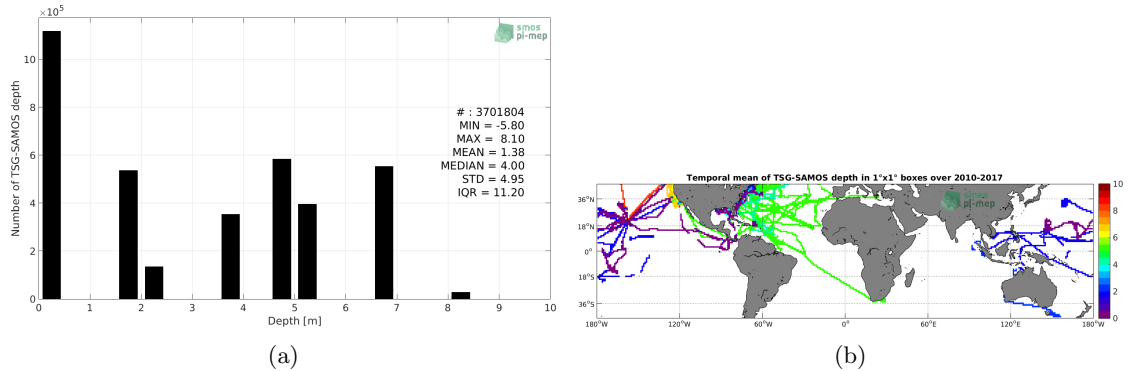 ×10⁵
smos
pi-mep
10
8
6
4
2
0
Number of TSG-SAMOS depth
# : 3701804
MIN = -5.80
MAX = 8.10
MEAN = 1.38
MEDIAN = 4.00
STD = 4.95
IQR = 11.20
0 1 2 3 4 5 6 7 8 9 10
Depth [m]
(a)
Temporal mean of TSG-SAMOS depth in 1°x1° boxes over 2010-2017
smos
pi-mep
36°N
18°N
0°
18°S
36°S
180°W 120°W 60°W 0° 60°E 120°E 180°W
10
8
6
4
2
0
(b)